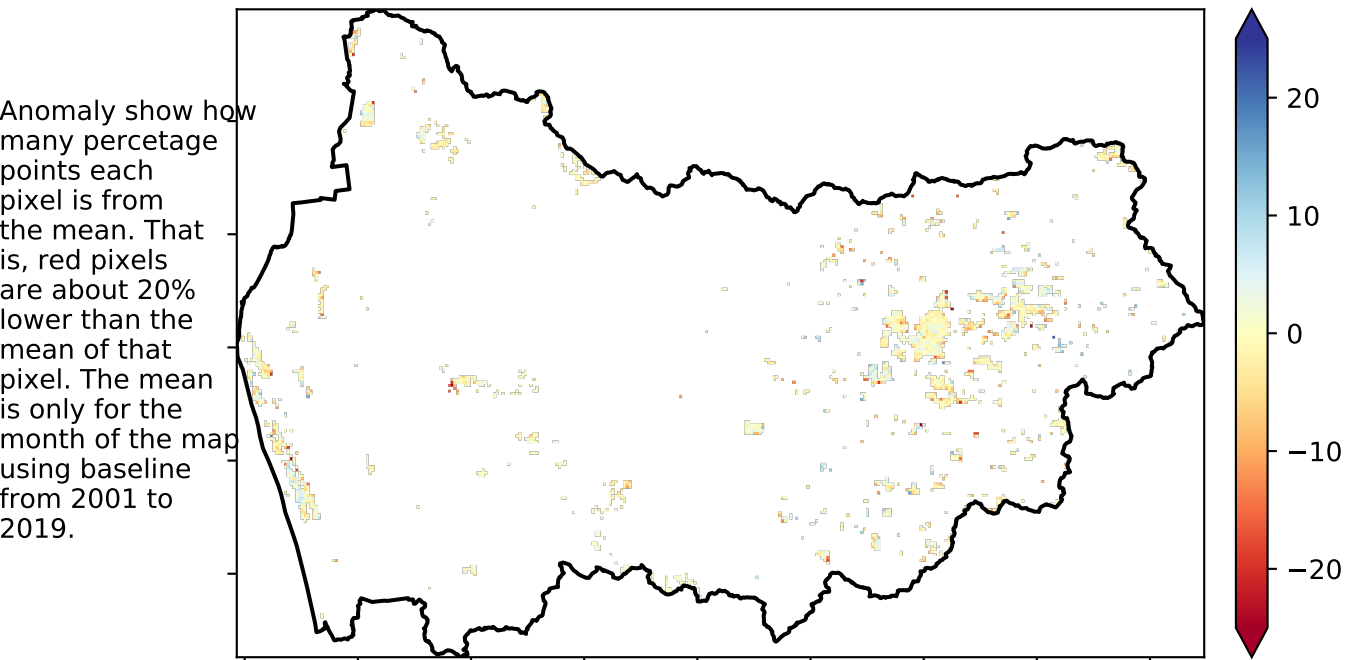 Anomaly show how
many percetage
points each
pixel is from
the mean. That
is, red pixels
are about 20%
lower than the
mean of that
pixel. The mean
is only for the
month of the map
using baseline
from 2001 to
2019.
20
10
0
−10
−20